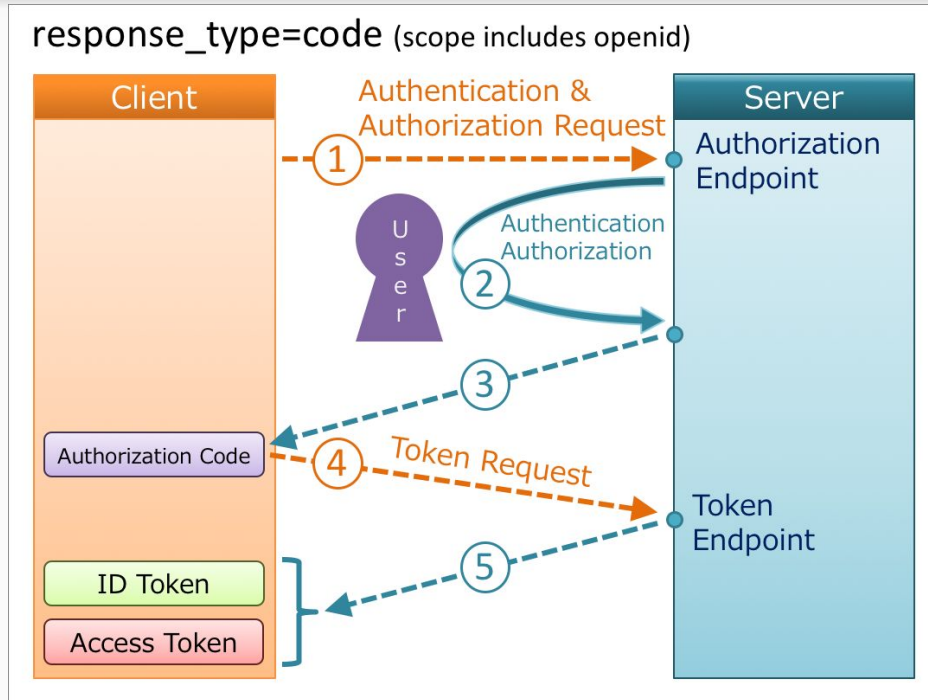 response_type=code (scope includes openid)
Client
Authentication &
Authorization Request
Server
1
Authorization
Endpoint
User
Authentication
Authorization
2
3
Authorization Code
4
Token Request
Token
Endpoint
5
ID Token
Access Token